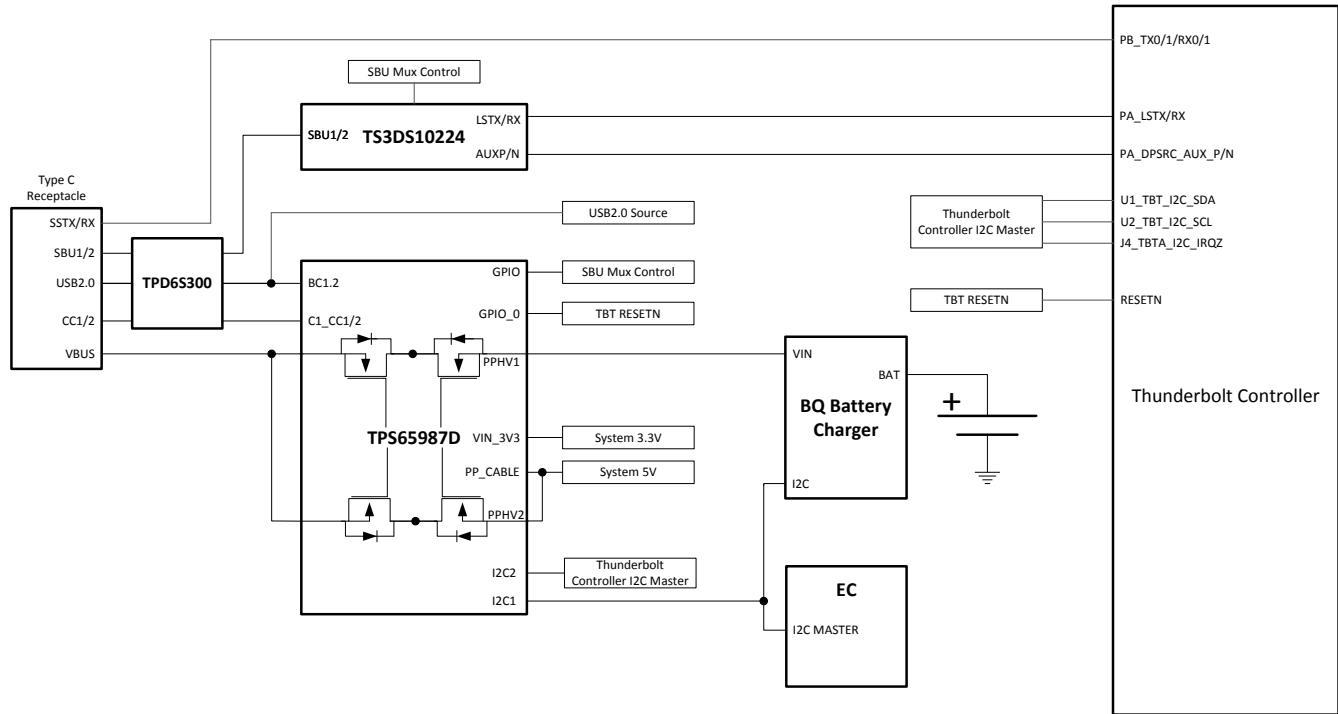 PB_TX0/1/RX0/1
SBU Mux Control
LSTX/RX
SBU1/2
TS3DS10224
AUXP/N
PA_LSTX/RX
PA_DPSRC_AUX_P/N
Type C
Receptacle
SSTX/RX
SBU1/2
USB2.0
CC1/2
VBUS
TPD6S300
USB2.0 Source
Thunderbolt
Controller I2C Master
U1_TBT_I2C_SDA
U2_TBT_I2C_SCL
J4_TBTA_I2C_IRQZ
BC1.2
C1_CC1/2
GPIO
SBU Mux Control
GPIO_0
TBT RESETN
TBT RESETN
RESETN
PPHV1
TPS65987D
VIN_3V3
System 3.3V
PP_CABLE
System 5V
PPHV2
I2C2
Thunderbolt
Controller I2C Master
I2C1
VIN
BAT
BQ Battery
Charger
I2C
+
Thunderbolt Controller
EC
I2C MASTER